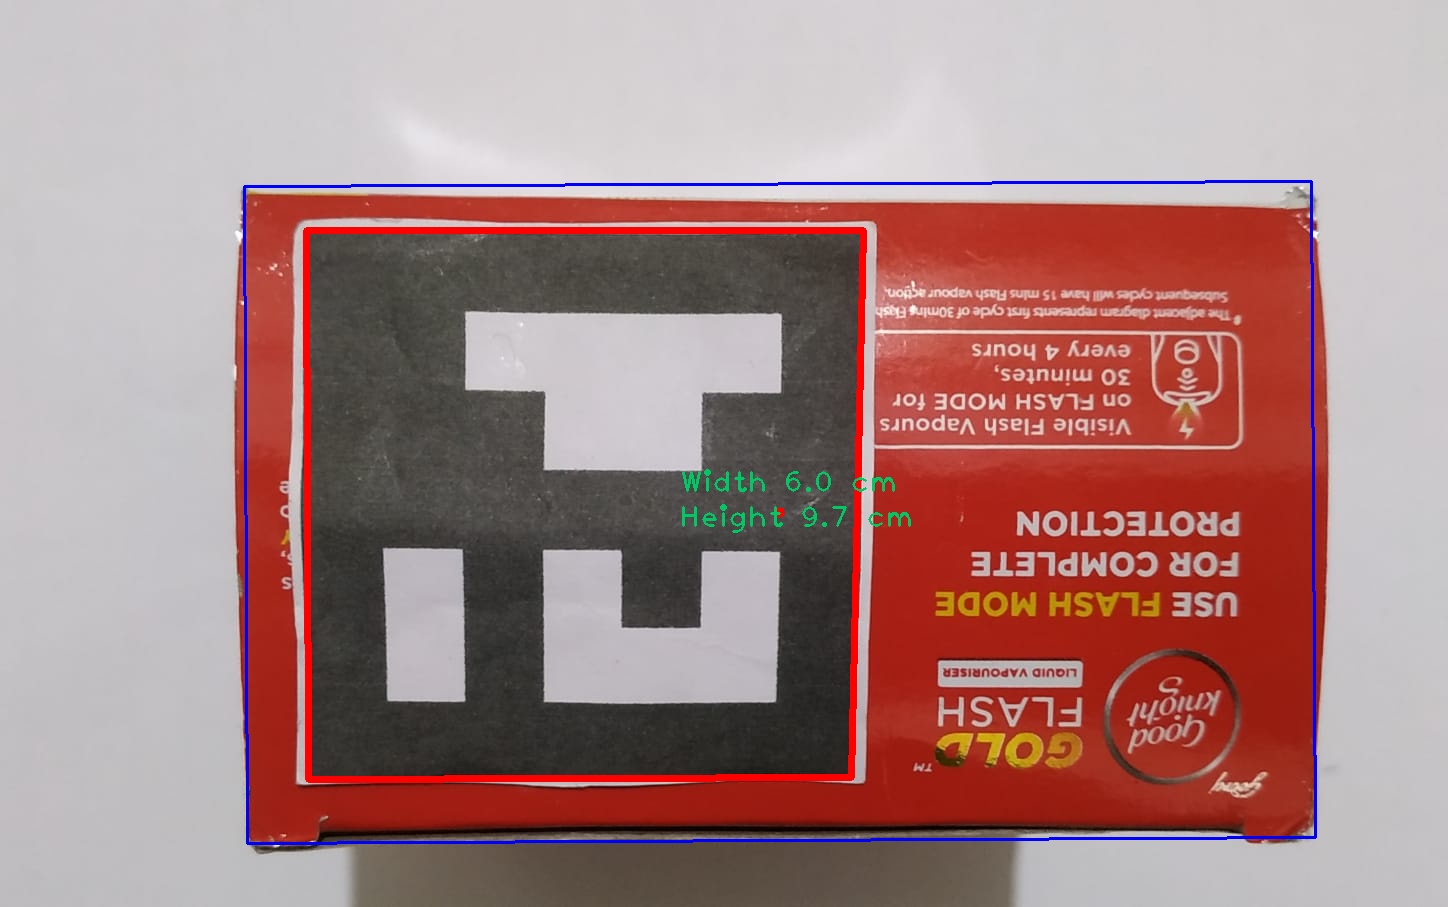 Width 6.0 cm
Height 9.7 cm
Good
knight
GOLD
FLASH
™
LIQUID VAPOURISER
USE FLASH MODE
FOR COMPLETE
PROTECTION
Visible Flash Vapours
on FLASH MODE for
30 minutes,
every 4 hours
* The adjacent diagram represents first cycle of 30mins Flash
Subsequent cycles will have 15 mins Flash vapour action.